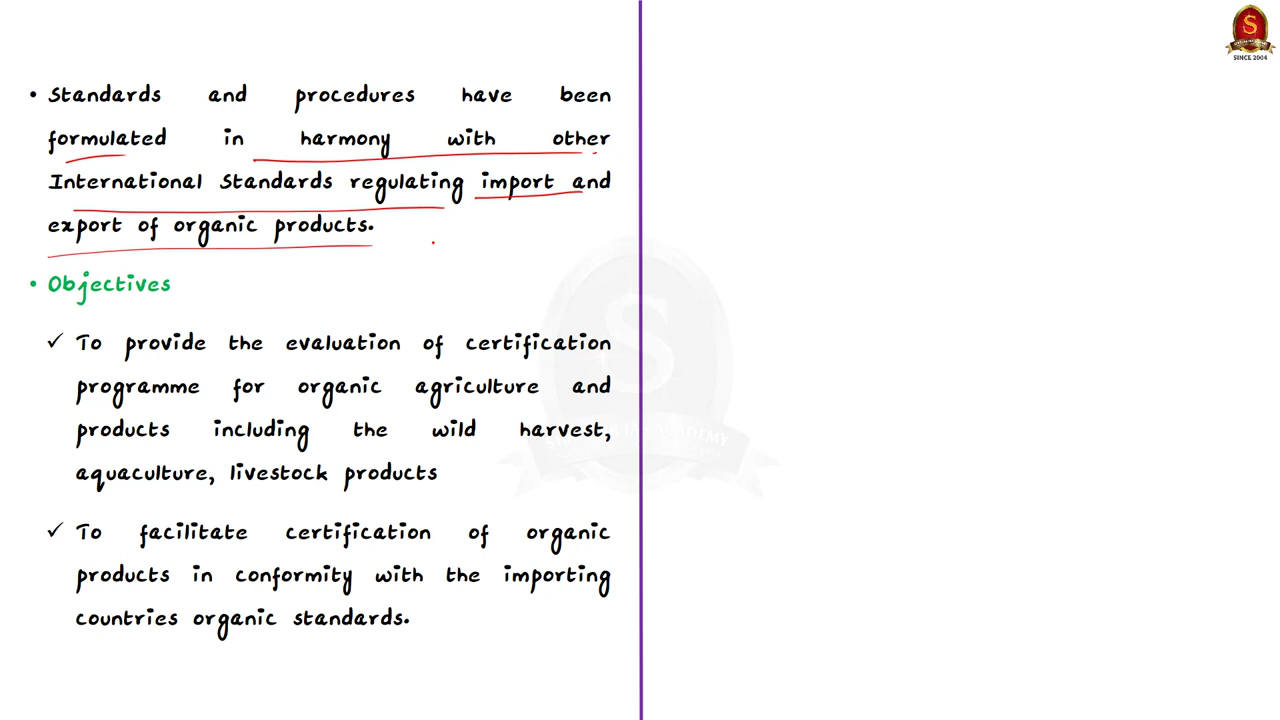 • Standards and procedures have been
formulated in harmony with other
International Standards regulating import and
export of organic products.
• Objectives
✓ To provide the evaluation of certification
programme for organic agriculture and
products including the wild harvest,
aquaculture, livestock products
✓ To facilitate certification of organic
products in conformity with the importing
countries organic standards.
S
SINCE 2004